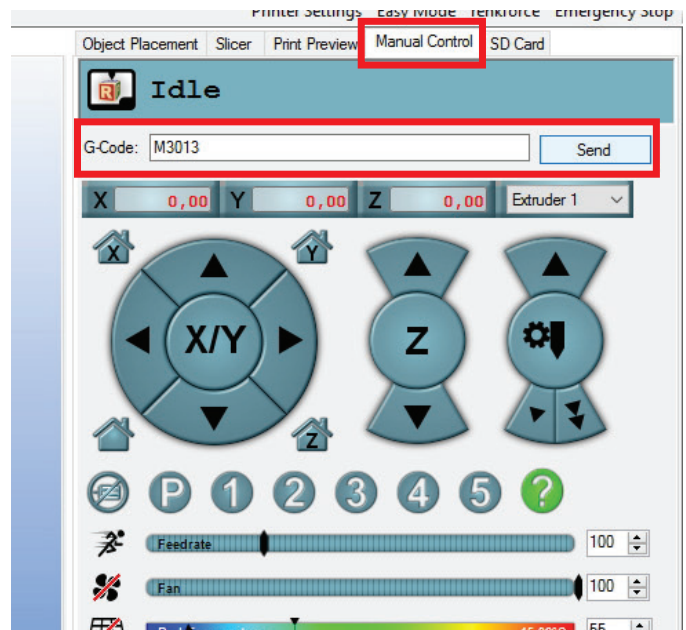 Printer Settings Easy Mode renkforce Emergency Stop
Object Placement Slicer Print Preview Manual Control SD Card
R Idle
G-Code: M3013 Send
X 0,00 Y 0,00 Z 0,00 Extruder 1
X Y
X/Y Z
Z
P 1 2 3 4 5 ?
Feedrate 100
Fan 100
55